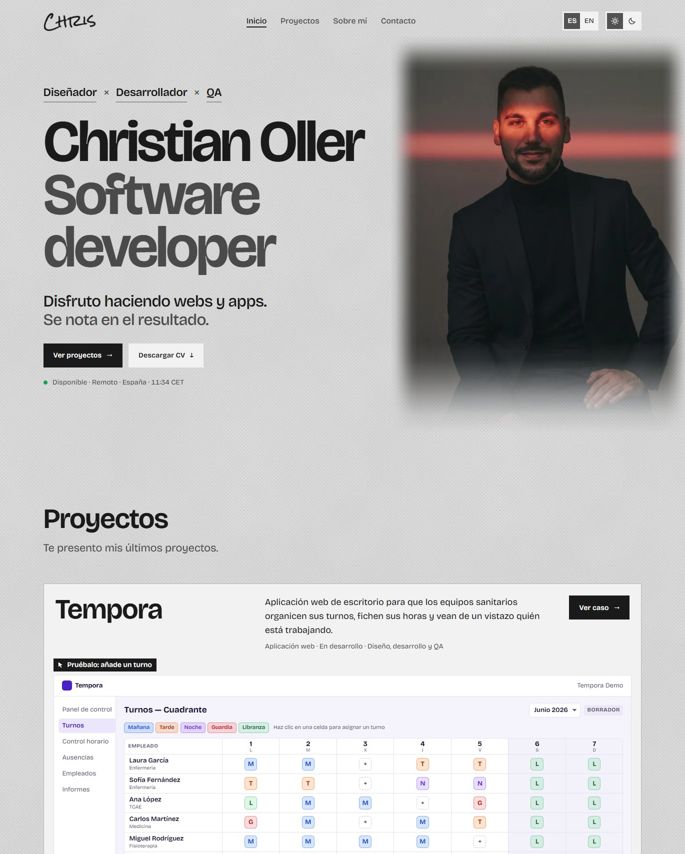 CHRIS
Inicio Proyectos Sobre mí Contacto
ES EN
Diseñador × Desarrollador × QA
Christian Oller
Software
developer
Disfruto haciendo webs y apps.
Se nota en el resultado.
Ver proyectos → Descargar CV ↓
Disponible · Remoto · España · 11:34 CET
Proyectos
Te presento mis últimos proyectos.
Tempora
Aplicación web de escritorio para que los equipos sanitarios
organicen sus turnos, fichen sus horas y vean de un vistazo quién
está trabajando.
Aplicación web · En desarrollo · Diseño, desarrollo y QA
Ver caso →
Pruébalo: añade un turno
Tempora
Tempora Demo
Panel de control
Turnos
Control horario
Ausencias
Empleados
Informes
Turnos — Cuadrante
Junio 2026
BORRADOR
Mañana Tarde Noche Guardia Libranza Haz clic en una celda para asignar un turno
EMPLEADO 1 2 3 4 5 6 7
L M X J V S D
Laura García M M + T T L L
Enfermería
Sofía Fernández T T + N N L L
Enfermería
Ana López L M M + G L L
TCAE
Carlos Martínez G M + M T L L
Medicina
Miguel Rodríguez M M M M + L L
Fisioterapia